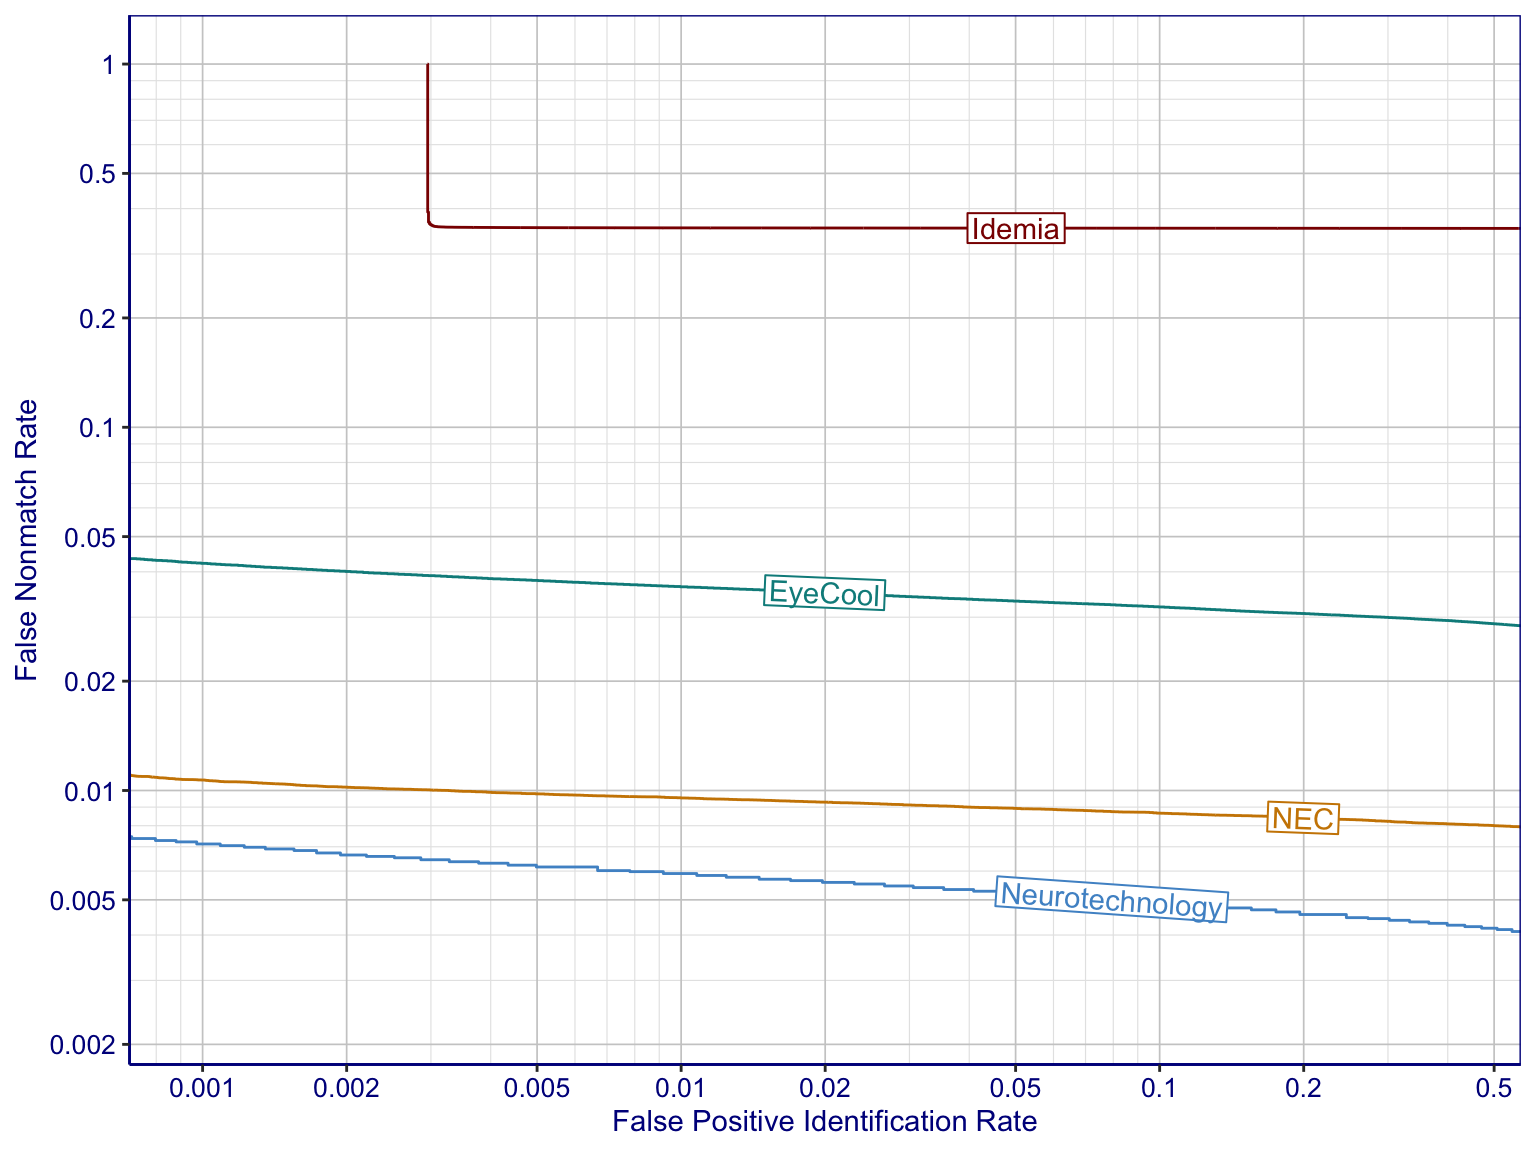 1
0.5
0.2
0.1
0.05
0.02
0.01
0.005
0.002
False Nonmatch Rate
Idemia
EyeCool
NEC
Neurotechnology
0.001 0.002 0.005 0.01 0.02 0.05 0.1 0.2 0.5
False Positive Identification Rate